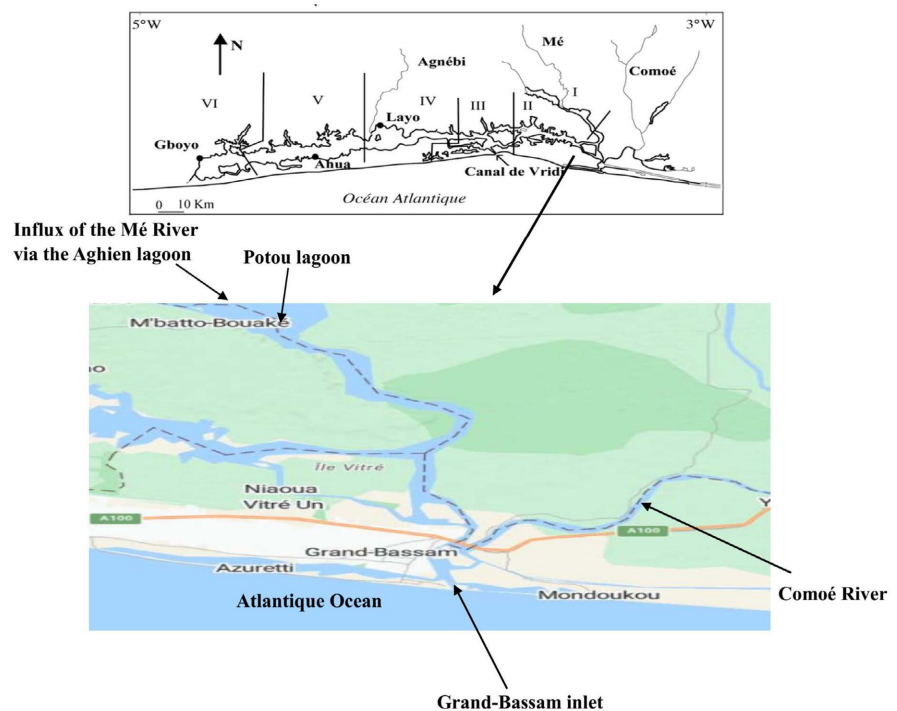 5°W
3°W
N
Mé
Agnébi
Comoé
I
VI
V
IV
III
II
Layo
Gboyo
Ahua
Canal de Vridi
Océan Atlantique
0 10 Km
Influx of the Mé River
via the Aghien lagoon
Potou lagoon
M'batto-Bouaké
no
Île Vitré
Niaoua
Vitré Un
A100
A100
Y
Grand-Bassam
Azuretti
Mondoukou
Atlantique Ocean
Comoé River
Grand-Bassam inlet